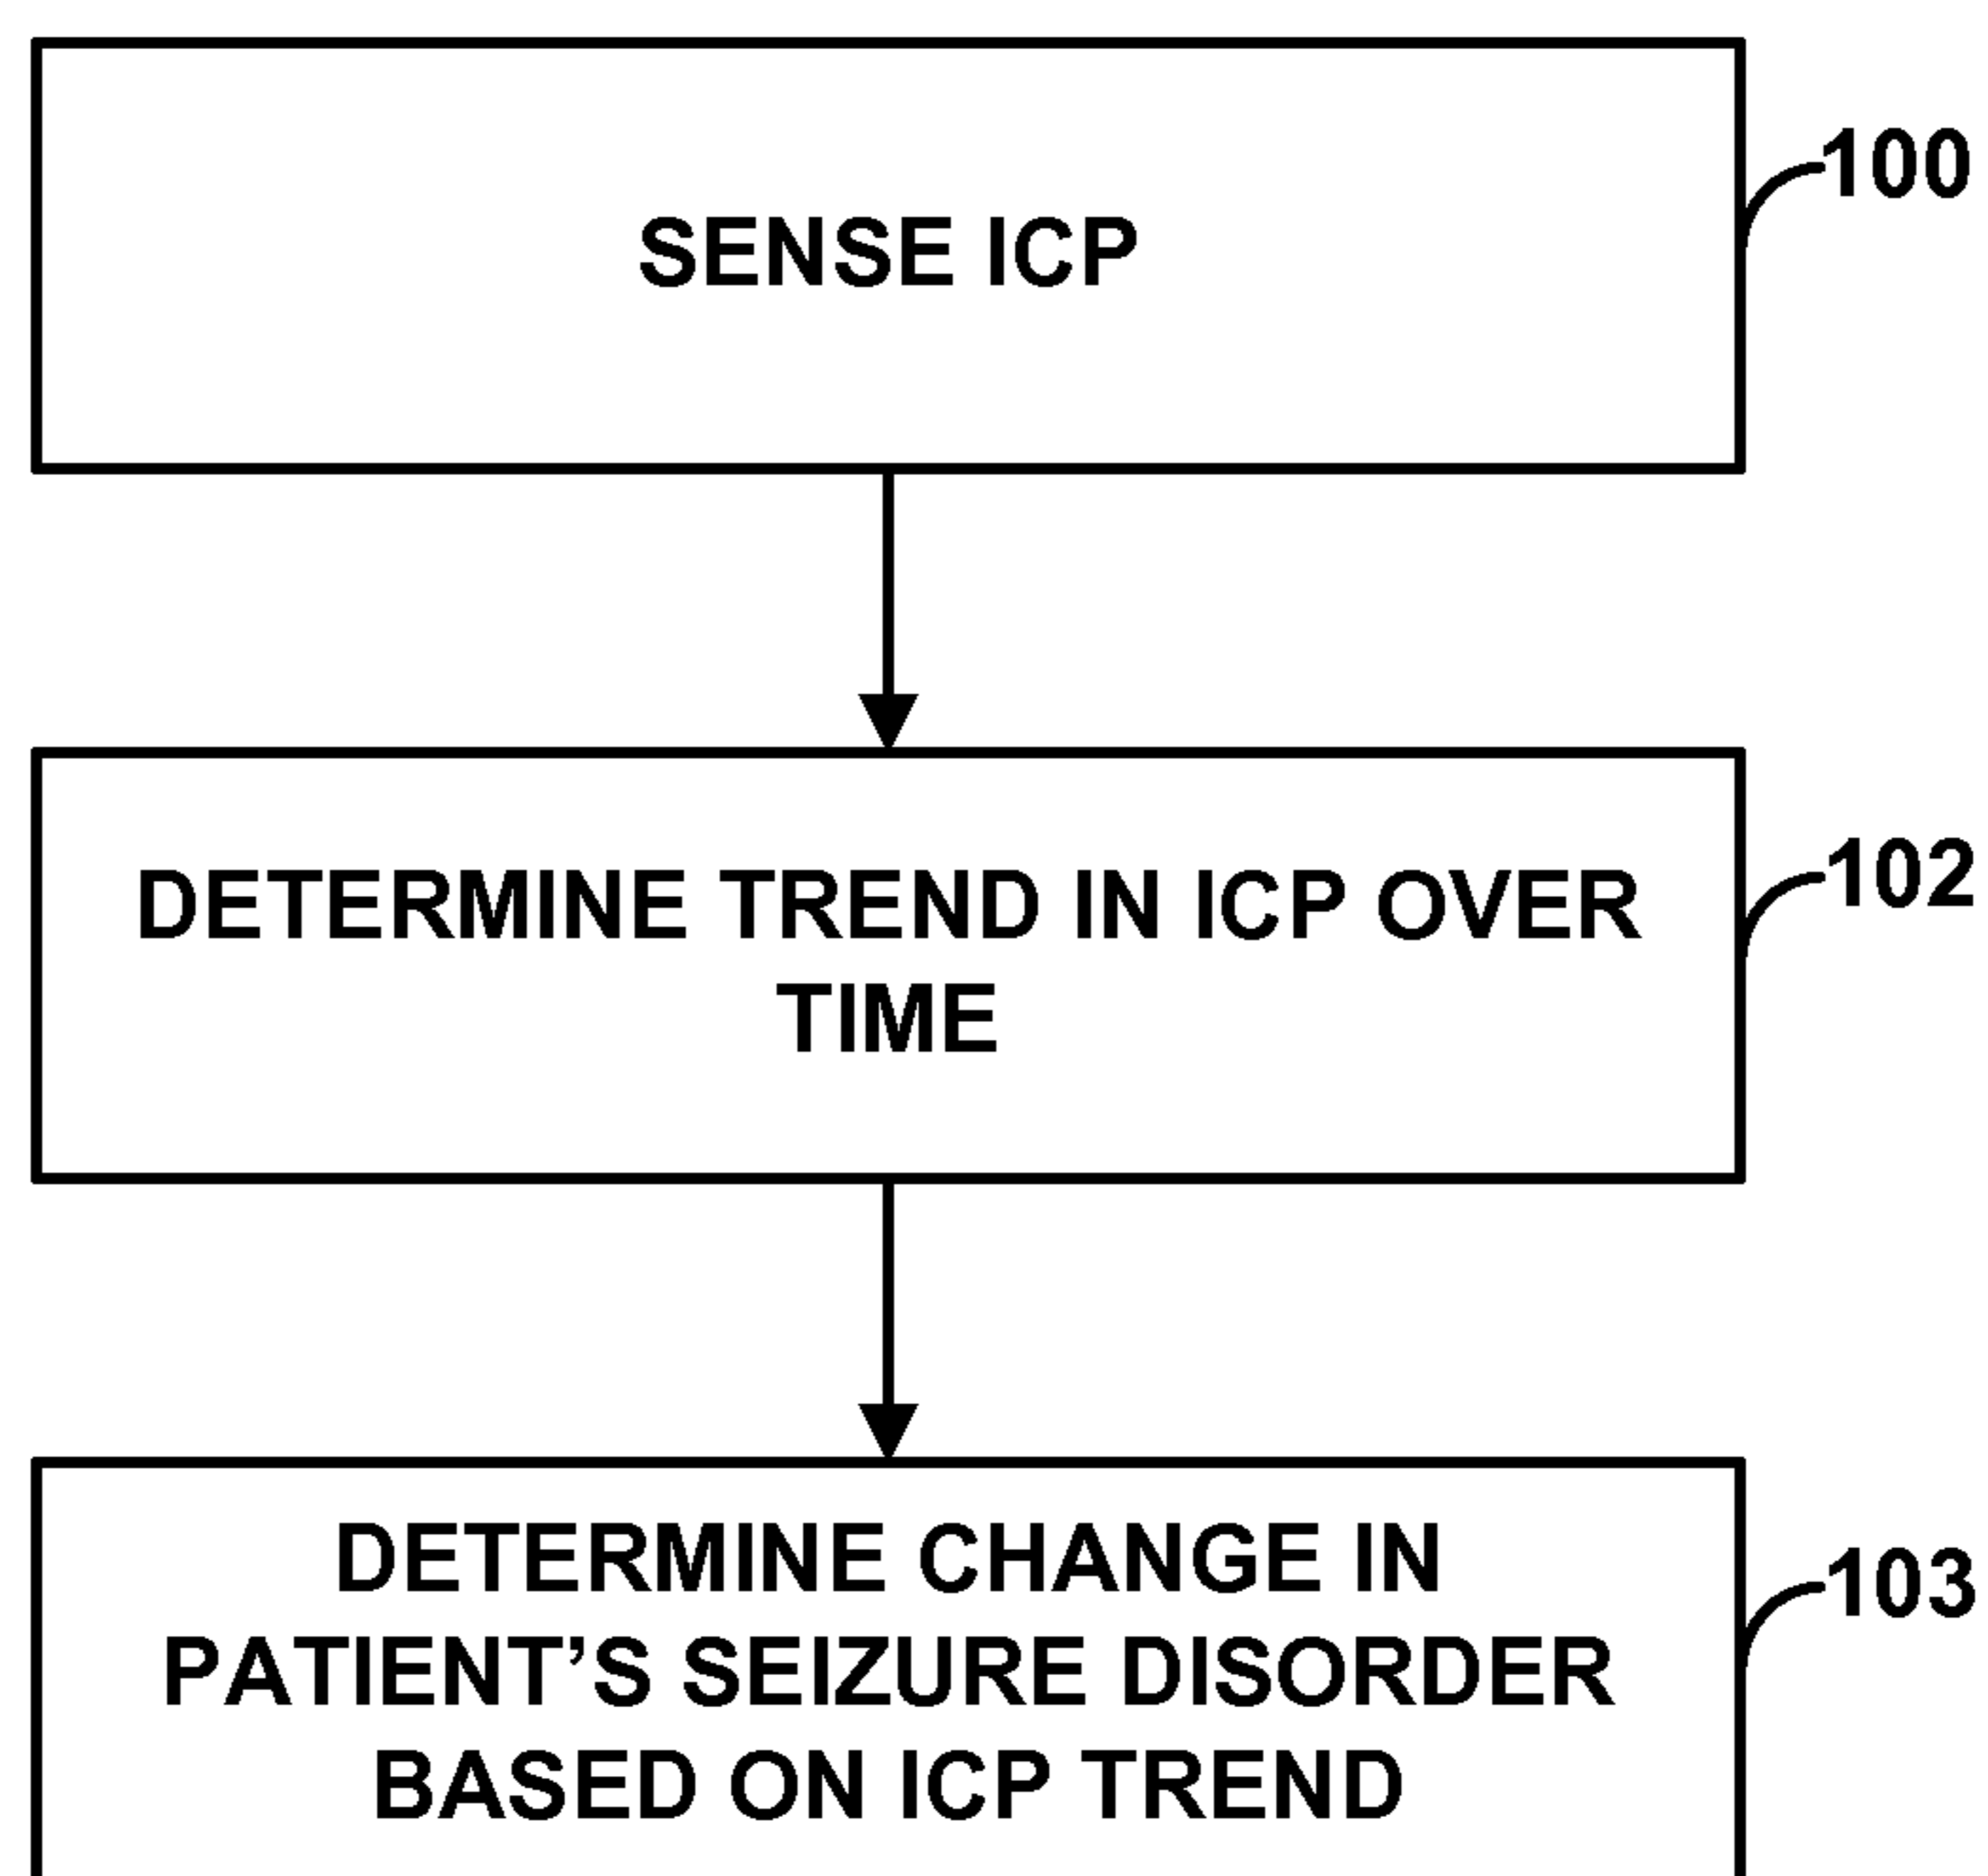 SENSE ICP
100
DETERMINE TREND IN ICP OVER
TIME
102
DETERMINE CHANGE IN
PATIENT’S SEIZURE DISORDER
BASED ON ICP TREND
103